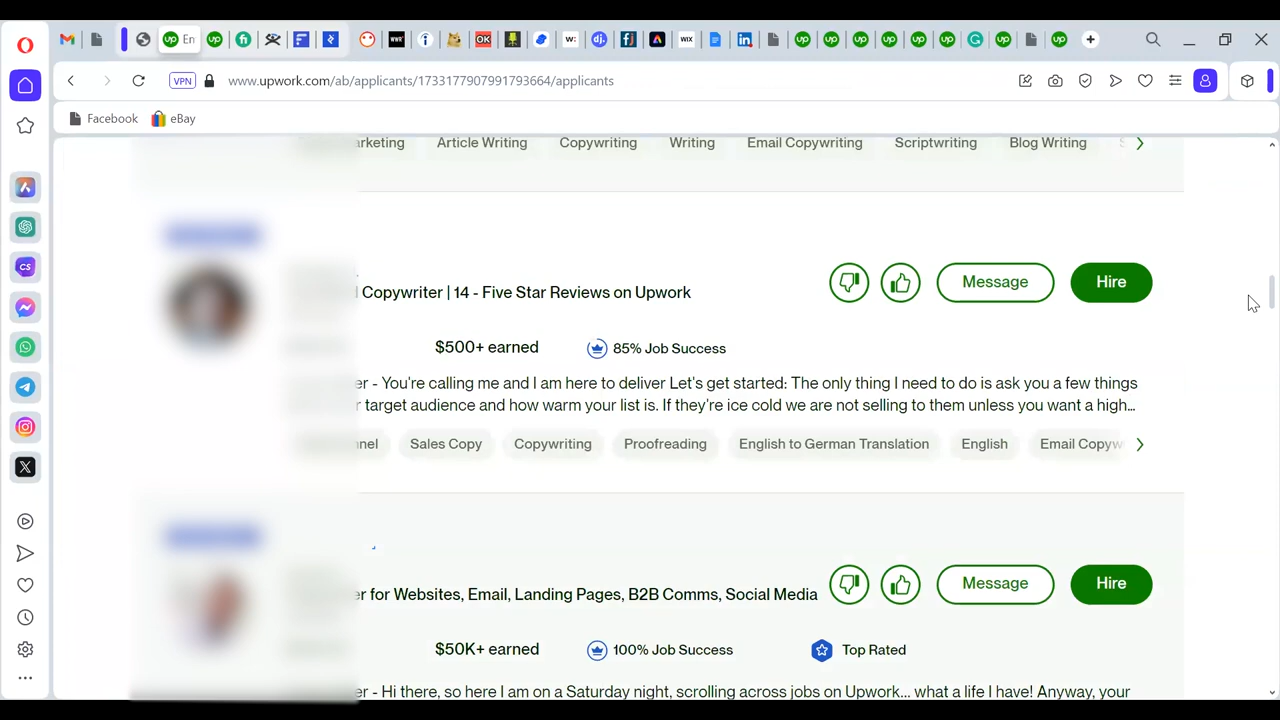 En
OK
w:
dj
WIX
VPN
www.upwork.com/ab/applicants/1733177907991793664/applicants
Facebook
eBay
Article Writing
Copywriting
Writing
Email Copywriting
Scriptwriting
Blog Writing
Copywriter | 14 - Five Star Reviews on Upwork
Message
Hire
$500+ earned
85% Job Success
- You're calling me and I am here to deliver Let's get started: The only thing I need to do is ask you a few things
target audience and how warm your list is. If they're ice cold we are not selling to them unless you want a high...
Sales Copy
Copywriting
Proofreading
English to German Translation
English
Email Copyw
for Websites, Email, Landing Pages, B2B Comms, Social Media
Message
Hire
$50K+ earned
100% Job Success
Top Rated
- Hi there, so here I am on a Saturday night, scrolling across jobs on Upwork... what a life I have! Anyway, your